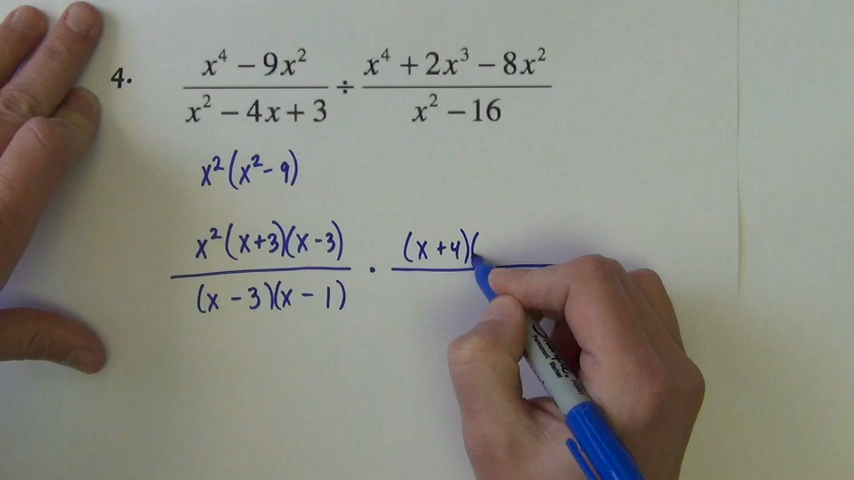 4. x⁴ − 9x² / x² − 4x + 3 ÷ x⁴ + 2x³ − 8x² / x² − 16
x²(x² - 9)
x²(x+3)(x-3) / (x - 3)(x - 1) · (x+4)(